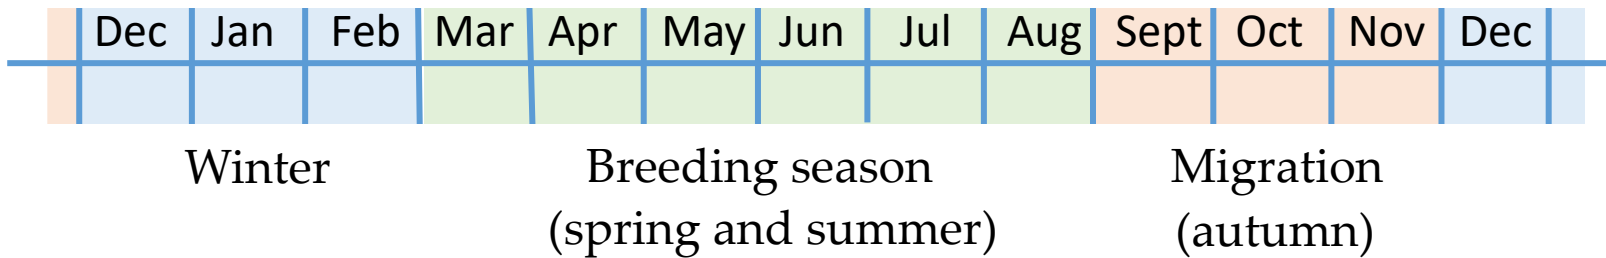 Dec Jan Feb Mar Apr May Jun Jul Aug Sept Oct Nov Dec
Winter Breeding season Migration
(spring and summer) (autumn)